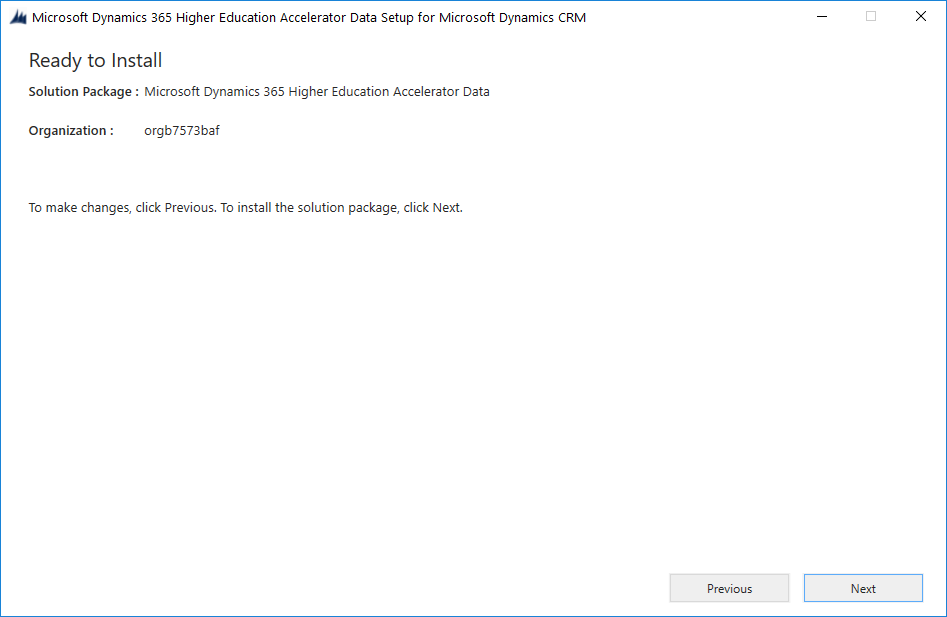 Microsoft Dynamics 365 Higher Education Accelerator Data Setup for Microsoft Dynamics CRM
Ready to Install
Solution Package : Microsoft Dynamics 365 Higher Education Accelerator Data
Organization : orgb7573baf
To make changes, click Previous. To install the solution package, click Next.
Previous Next